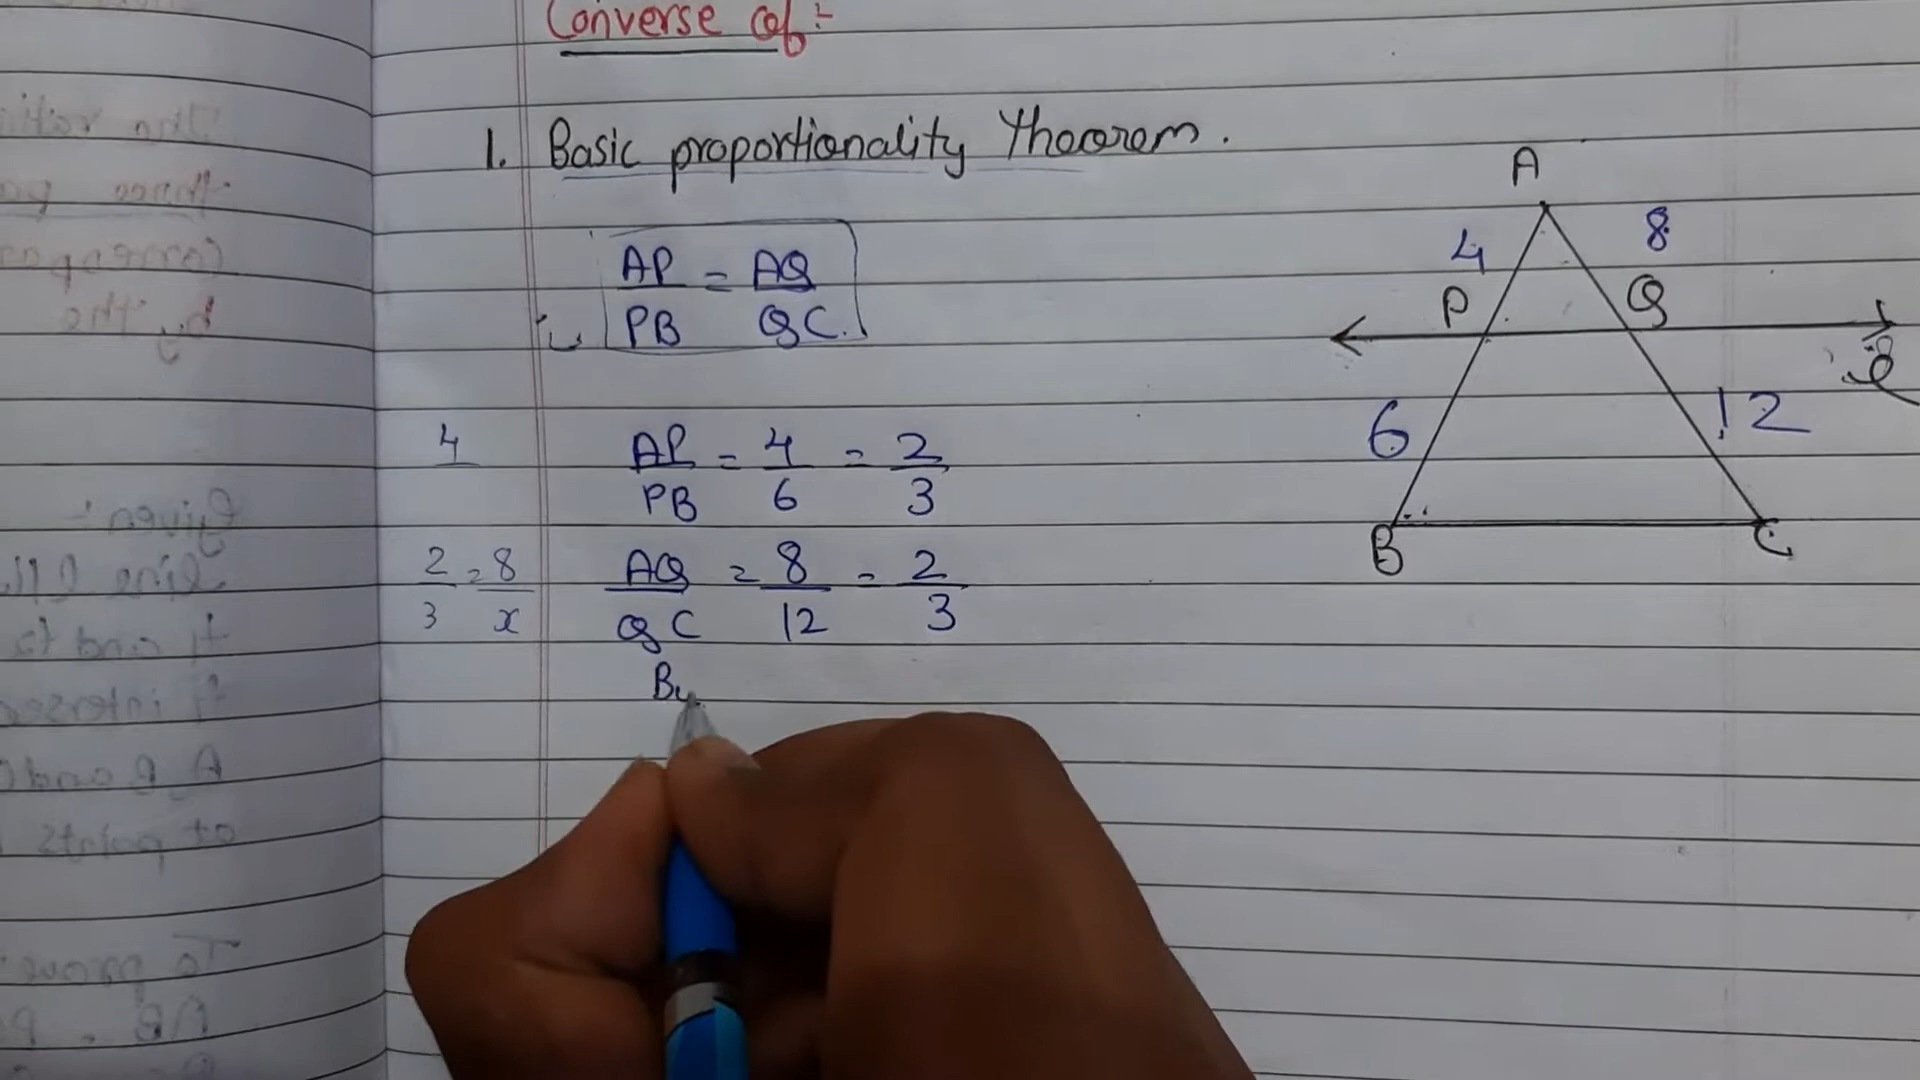 Converse of :-
1. Basic proportionality Theorem.
AP/PB = AQ/QC.
4
AP/PB = 4/6 = 2/3
2/3 = 8/x
AQ/QC = 8/12 = 2/3
By
A
4
8
P
Q
l
6
12
B
C